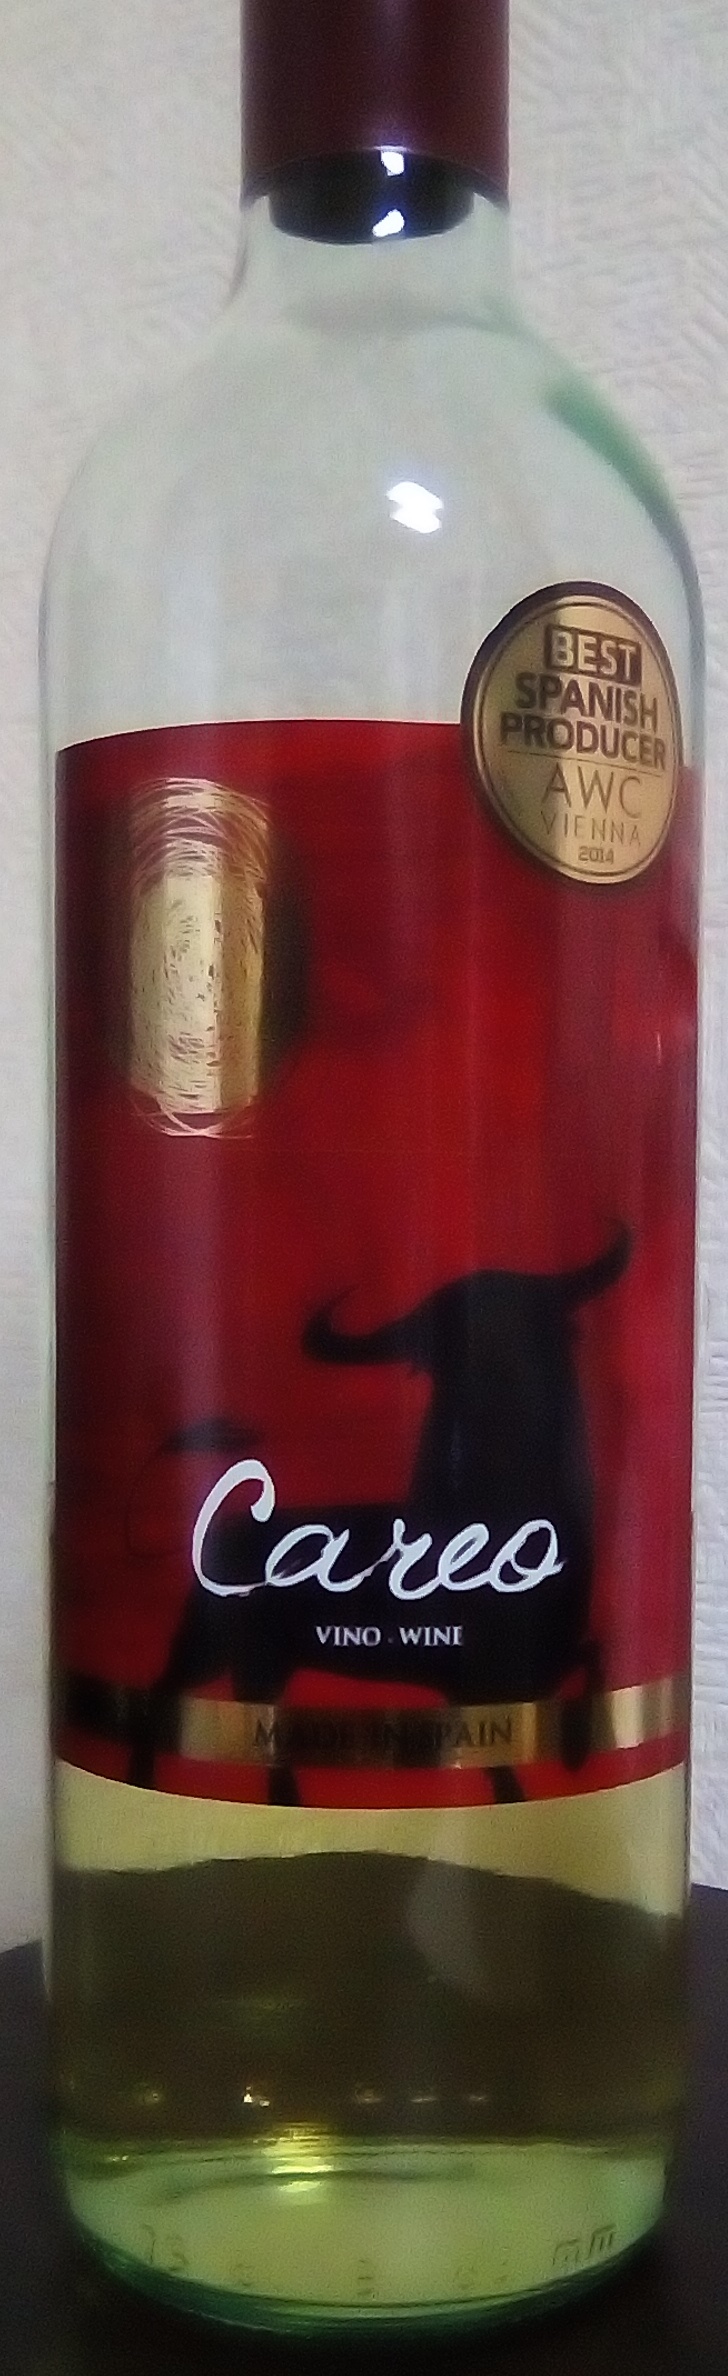 BEST
SPANISH
PRODUCER
AWC
VIENNA
2014
Careo
VINO · WINE
MADE IN SPAIN